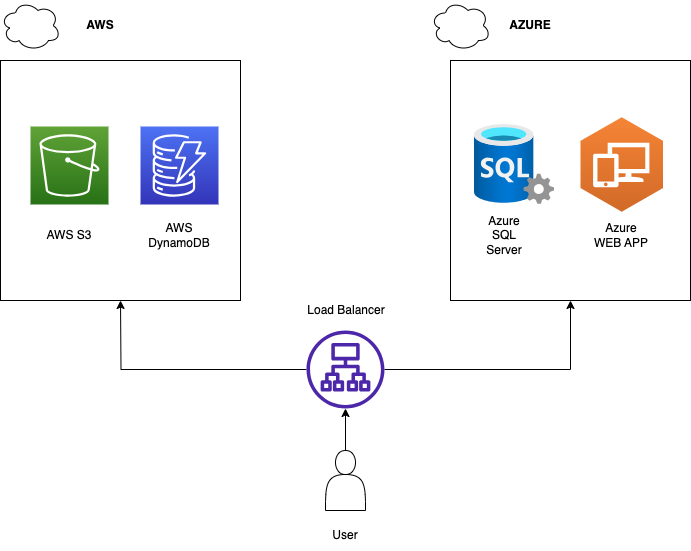 AWS
AZURE
SQL
AWS S3
AWS
DynamoDB
Azure
SQL
Server
Azure
WEB APP
Load Balancer
User